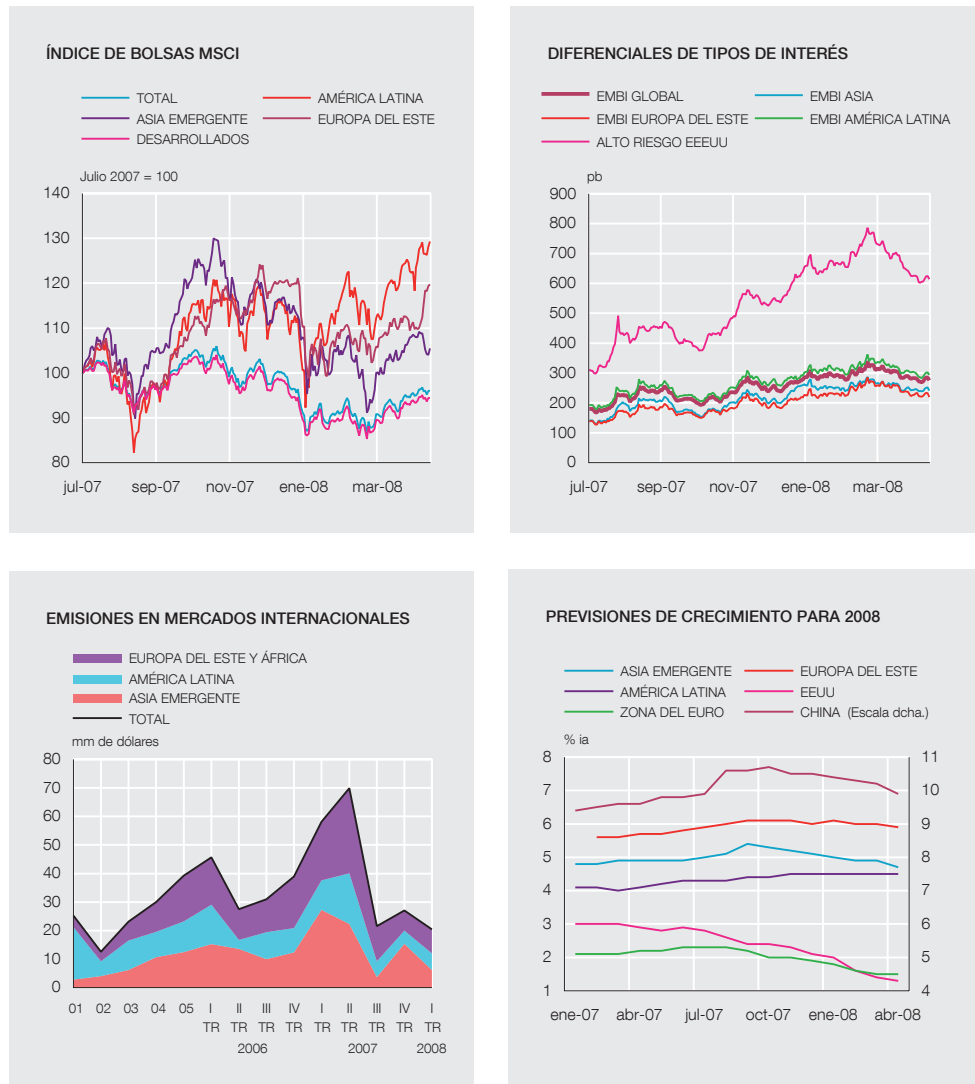 ÍNDICE DE BOLSAS MSCI
TOTAL AMÉRICA LATINA
ASIA EMERGENTE EUROPA DEL ESTE
DESARROLLADOS
Julio 2007 = 100
140
130
120
110
100
90
80
jul-07 sep-07 nov-07 ene-08 mar-08
DIFERENCIALES DE TIPOS DE INTERÉS
EMBI GLOBAL EMBI ASIA
EMBI EUROPA DEL ESTE EMBI AMÉRICA LATINA
ALTO RIESGO EEEUU
pb
900
800
700
600
500
400
300
200
100
0
jul-07 sep-07 nov-07 ene-08 mar-08
EMISIONES EN MERCADOS INTERNACIONALES
EUROPA DEL ESTE Y ÁFRICA
AMÉRICA LATINA
ASIA EMERGENTE
TOTAL
mm de dólares
80
70
60
50
40
30
20
10
0
01 02 03 04 05 I II III IV I II III IV I
TR TR TR TR TR TR TR TR TR
2006 2007 2008
PREVISIONES DE CRECIMIENTO PARA 2008
ASIA EMERGENTE EUROPA DEL ESTE
AMÉRICA LATINA EEUU
ZONA DEL EURO CHINA (Escala dcha.)
% ia
8 11
7 10
6 9
5 8
4 7
3 6
2 5
1 4
ene-07 abr-07 jul-07 oct-07 ene-08 abr-08